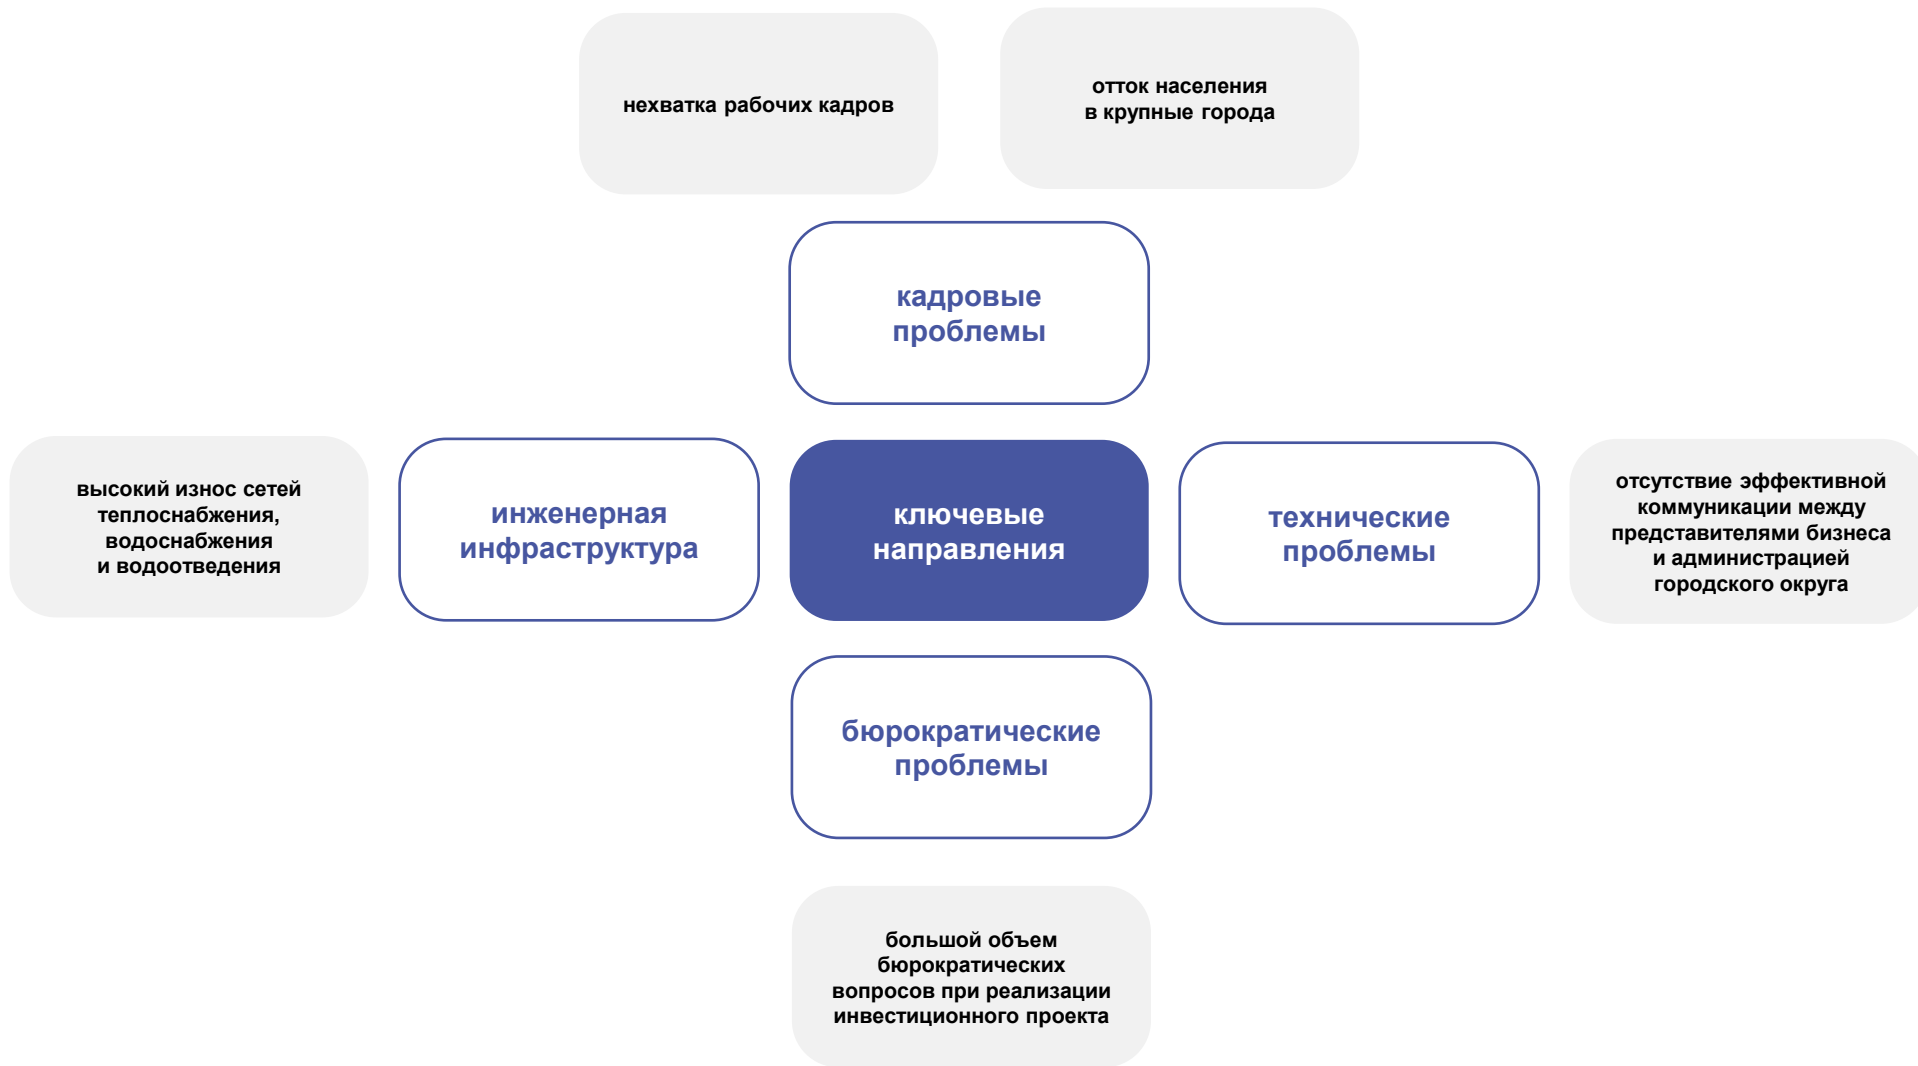 нехватка рабочих кадров
отток населения
в крупные города
кадровые
проблемы
высокий износ сетей
теплоснабжения,
водоснабжения
и водоотведения
инженерная
инфраструктура
ключевые
направления
технические
проблемы
отсутствие эффективной
коммуникации между
представителями бизнеса
и администрацией
городского округа
бюрократические
проблемы
большой объем
бюрократических
вопросов при реализации
инвестиционного проекта